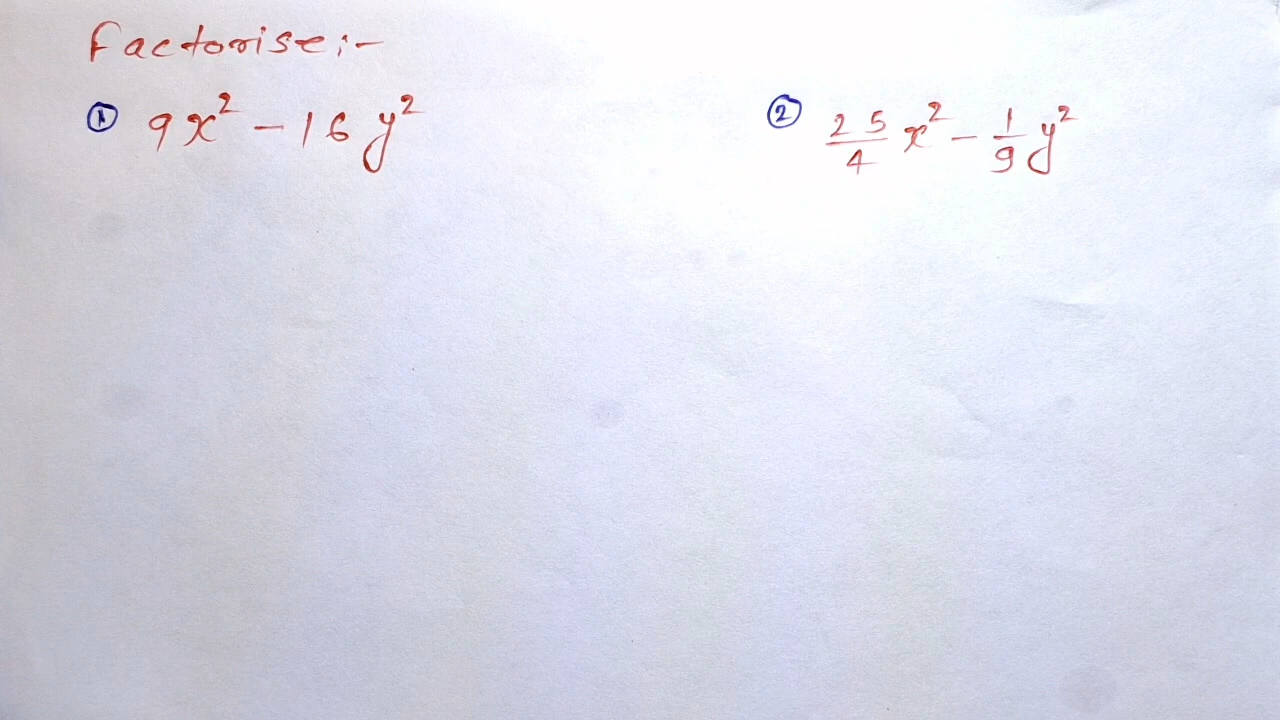 Factorise:-
① 9x² - 16y²
② 25/4 x² - 1/9 y²